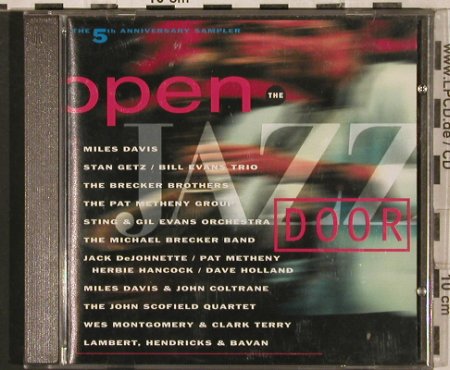 THE 5th ANNIVERSARY SAMPLER
open
THE
JAZZ
DOOR
MILES DAVIS
STAN GETZ / BILL EVANS TRIO
THE BRECKER BROTHERS
THE PAT METHENY GROUP
STING & GIL EVANS ORCHESTRA
THE MICHAEL BRECKER BAND
JACK DeJOHNETTE / PAT METHENY
HERBIE HANCOCK / DAVE HOLLAND
MILES DAVIS & JOHN COLTRANE
THE JOHN SCOFIELD QUARTET
WES MONTGOMERY & CLARK TERRY
LAMBERT, HENDRICKS & BAVAN
10 cm
www.LPCD.de / CD
10 cm